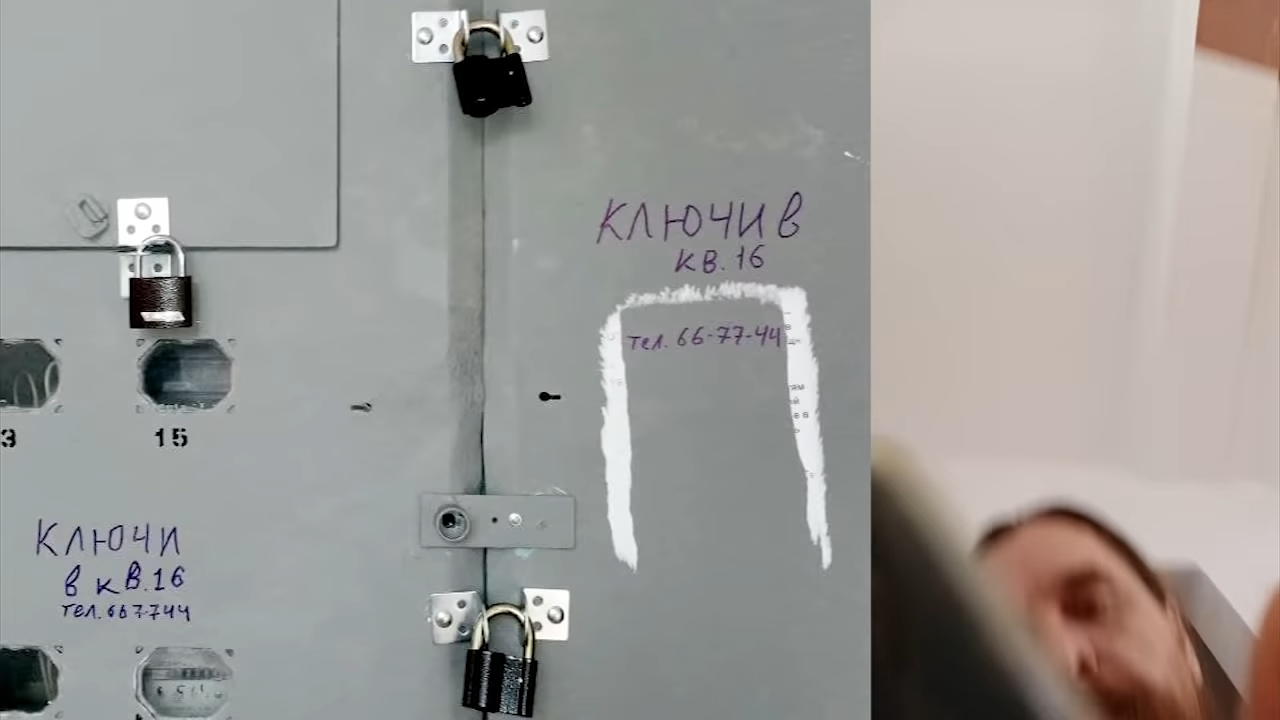 КЛЮЧИ В
КВ. 16
тел. 66-77-44
3
15
КЛЮЧИ
в кВ.16
тел. 667744